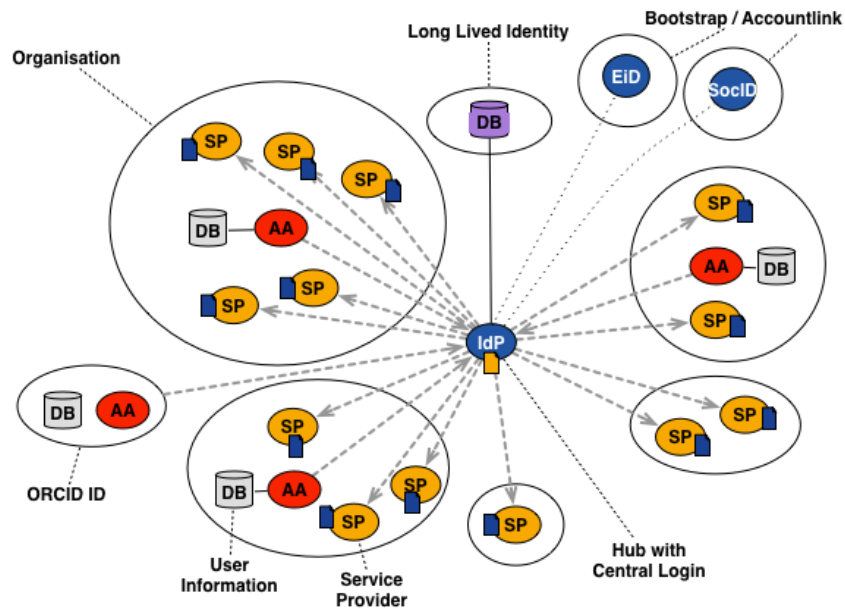 Bootstrap / Accountlink
Long Lived Identity
Organisation
EiD
SocID
DB
SP
SP
SP
SP
DB
AA
AA
DB
SP
SP
SP
IdP
DB
AA
SP
SP
SP
DB
AA
SP
SP
SP
ORCID ID
User
Information
Service
Provider
Hub with
Central Login